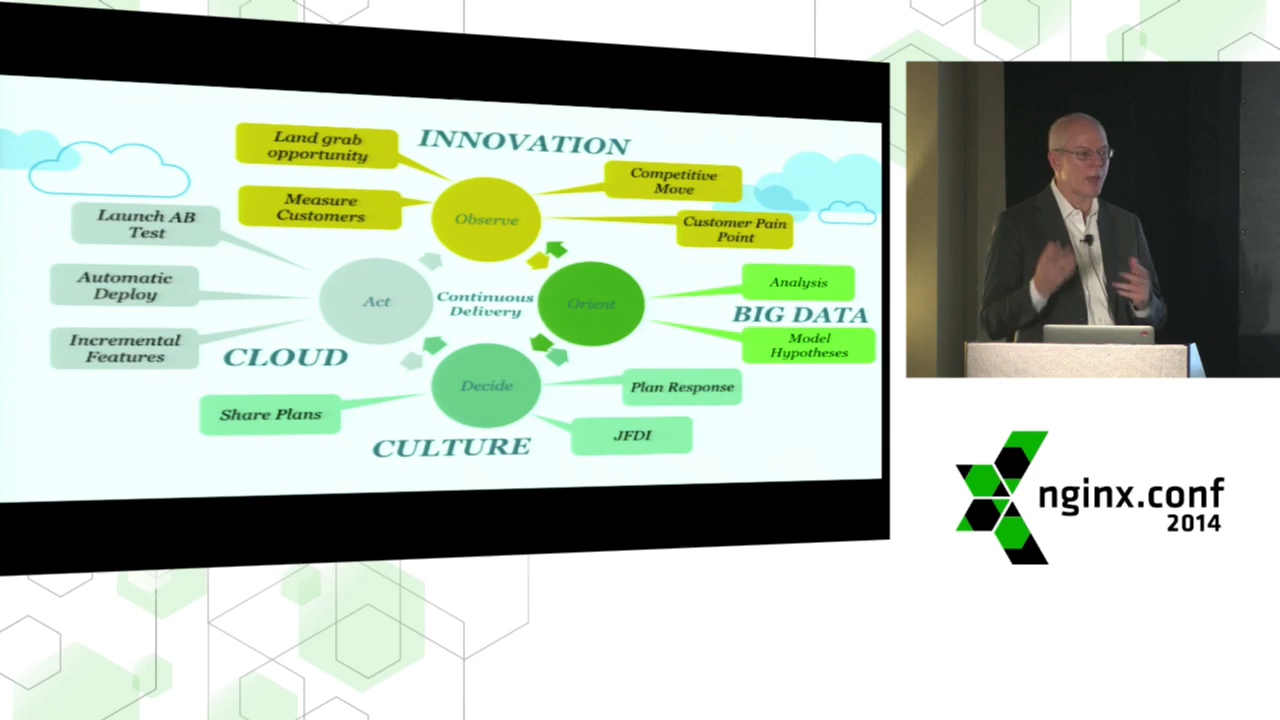 INNOVATION
Land grab
opportunity
Measure
Customers
Competitive
Move
Customer Pain
Point
Observe
Launch AB
Test
Automatic
Deploy
Incremental
Features
Act
Continuous
Delivery
Orient
Analysis
BIG DATA
Model
Hypotheses
CLOUD
Decide
Share Plans
Plan Response
JFDI
CULTURE
nginx.conf
2014